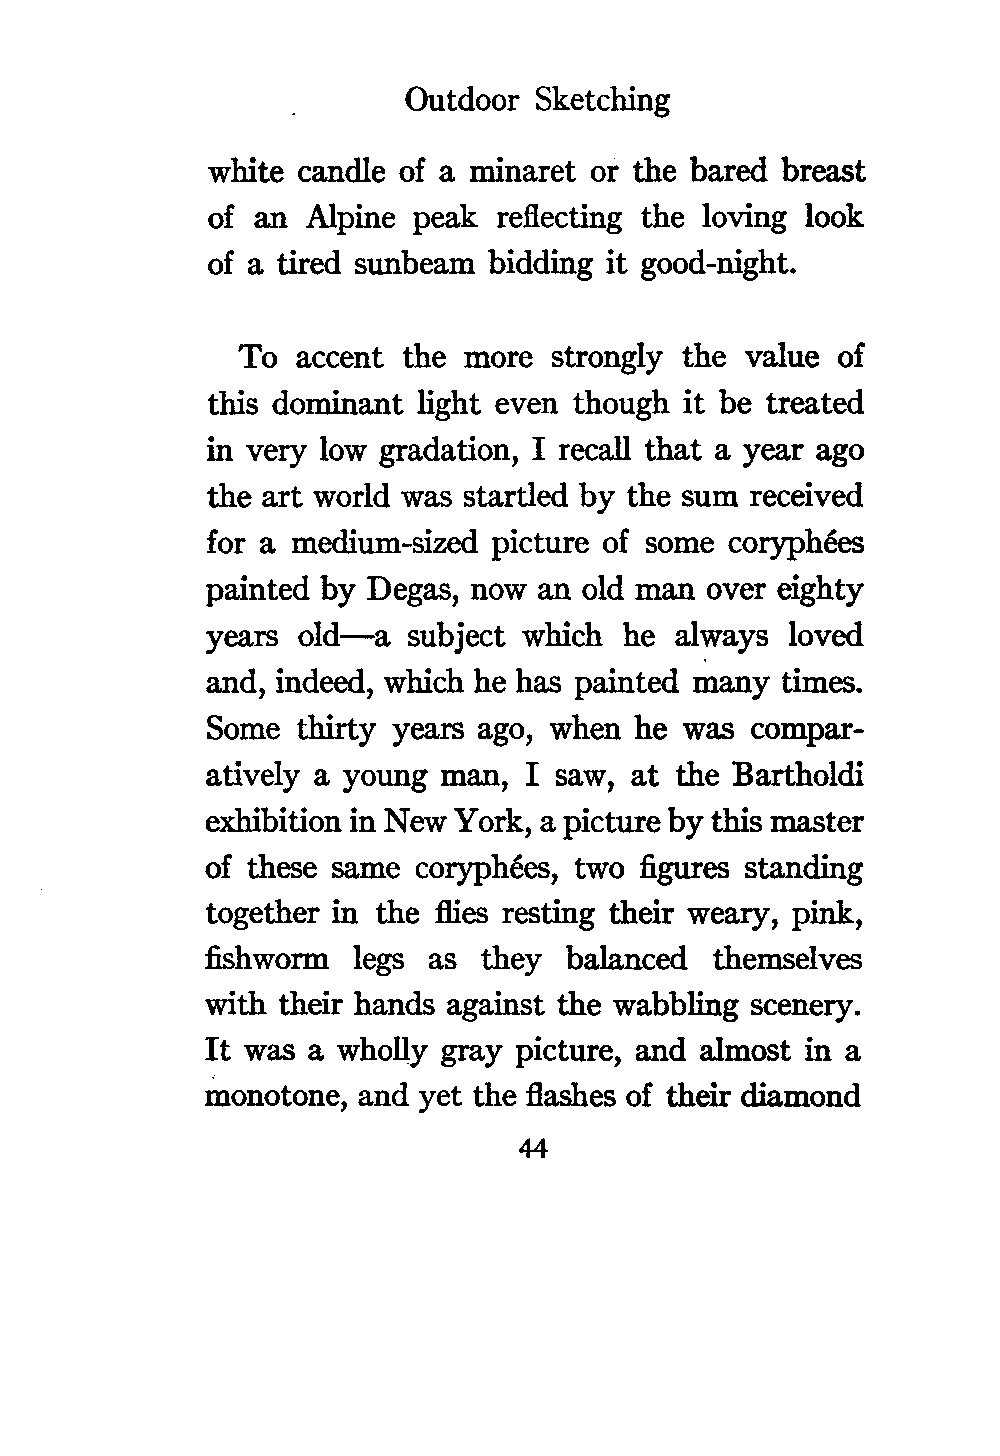 Outdoor Sketching
white candle of a minaret or the bared breast
of an Alpine peak reflecting the loving look
of a tired sunbeam bidding it good-night.
To accent the more strongly the value of
this dominant light even though it be treated
in very low gradation, I recall that a year ago
the art world was startled by the sum received
for a medium-sized picture of some coryphées
painted by Degas, now an old man over eighty
years old—a subject which he always loved
and, indeed, which he has painted many times.
Some thirty years ago, when he was compar-
atively a young man, I saw, at the Bartholdi
exhibition in New York, a picture by this master
of these same coryphées, two figures standing
together in the flies resting their weary, pink,
fishworm legs as they balanced themselves
with their hands against the wabbling scenery.
It was a wholly gray picture, and almost in a
monotone, and yet the flashes of their diamond
44